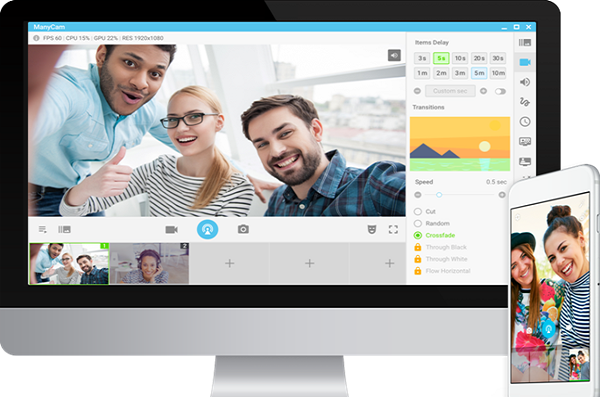 ManyCam
FPS 60 | CPU 15% | GPU 22% | RES 1920x1080
Items Delay
3s 5s 10s 20s 30s
1m 2m 3m 5m 10m
Custom sec
Transitions
Speed 0.5 sec
Cut
Random
Crossfade
Through Black
Through White
Flow Horizontal
1
2